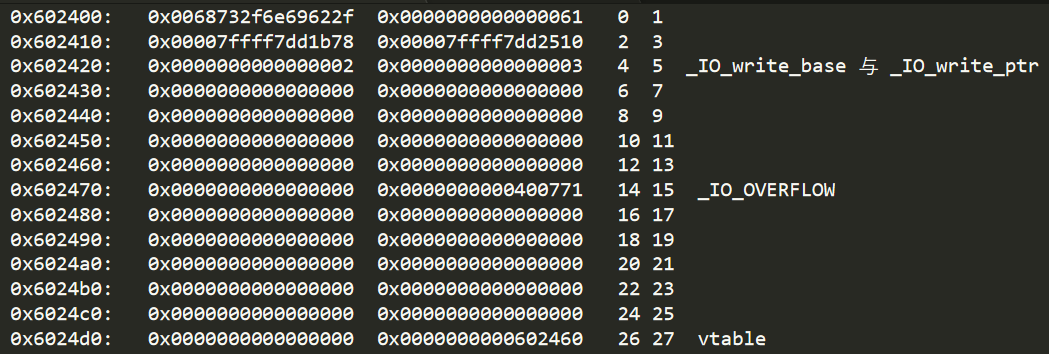 0x602400: 0x0068732f6e69622f 0x0000000000000061 0 1
0x602410: 0x00007ffff7dd1b78 0x00007ffff7dd2510 2 3
0x602420: 0x0000000000000002 0x0000000000000003 4 5 _IO_write_base 与 _IO_write_ptr
0x602430: 0x0000000000000000 0x0000000000000000 6 7
0x602440: 0x0000000000000000 0x0000000000000000 8 9
0x602450: 0x0000000000000000 0x0000000000000000 10 11
0x602460: 0x0000000000000000 0x0000000000000000 12 13
0x602470: 0x0000000000000000 0x0000000000400771 14 15 _IO_OVERFLOW
0x602480: 0x0000000000000000 0x0000000000000000 16 17
0x602490: 0x0000000000000000 0x0000000000000000 18 19
0x6024a0: 0x0000000000000000 0x0000000000000000 20 21
0x6024b0: 0x0000000000000000 0x0000000000000000 22 23
0x6024c0: 0x0000000000000000 0x0000000000000000 24 25
0x6024d0: 0x0000000000000000 0x0000000000602460 26 27 vtable